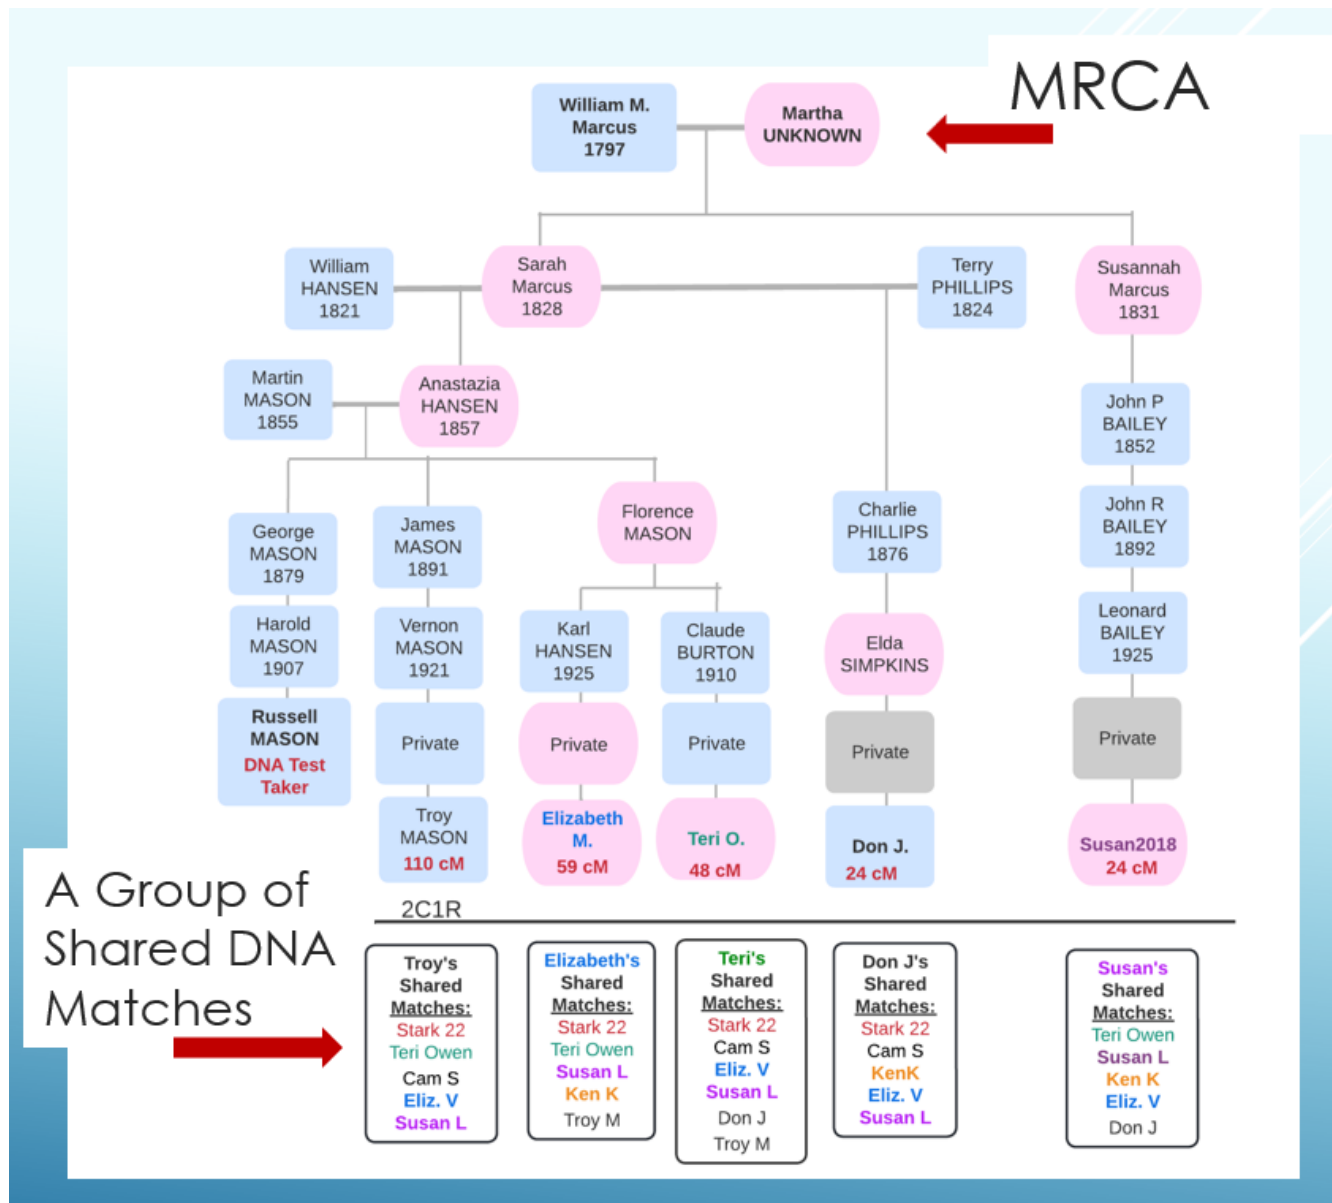 MRCA
William M.
Marcus
1797
Martha
UNKNOWN
William
HANSEN
1821
Sarah
Marcus
1828
Terry
PHILLIPS
1824
Susannah
Marcus
1831
Martin
MASON
1855
Anastazia
HANSEN
1857
John P
BAILEY
1852
George
MASON
1879
James
MASON
1891
Florence
MASON
Charlie
PHILLIPS
1876
John R
BAILEY
1892
Harold
MASON
1907
Vernon
MASON
1921
Karl
HANSEN
1925
Claude
BURTON
1910
Elda
SIMPKINS
Leonard
BAILEY
1925
Russell
MASON
DNA Test
Taker
Private
Private
Private
Private
Private
Troy
MASON
110 cM
Elizabeth
M.
59 cM
Teri O.
48 cM
Don J.
24 cM
Susan2018
24 cM
2C1R
A Group of
Shared DNA
Matches
Troy's
Shared
Matches:
Stark 22
Teri Owen
Cam S
Eliz. V
Susan L
Elizabeth's
Shared
Matches:
Stark 22
Teri Owen
Susan L
Ken K
Troy M
Teri's
Shared
Matches:
Stark 22
Cam S
Eliz. V
Susan L
Don J
Troy M
Don J's
Shared
Matches:
Stark 22
Cam S
KenK
Eliz. V
Susan L
Susan's
Shared
Matches:
Teri Owen
Susan L
Ken K
Eliz. V
Don J